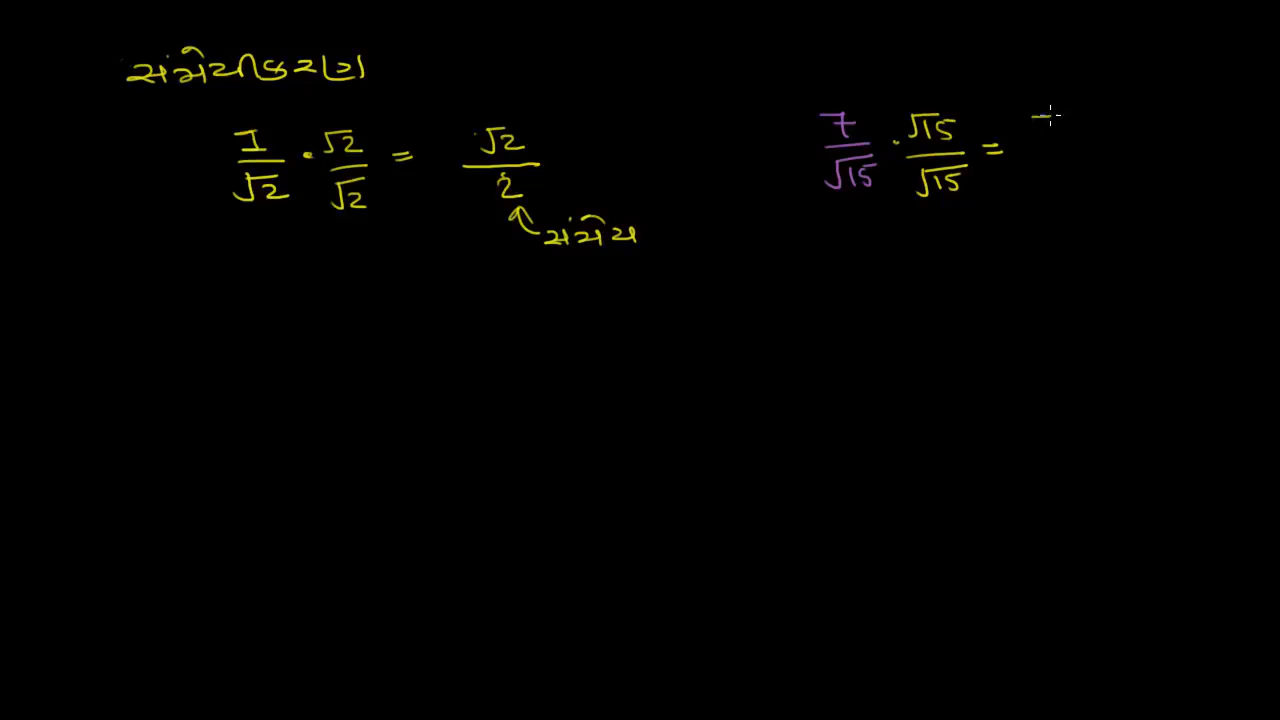 સંમેયીકરણ
1/√2 · √2/√2 = √2/2
સંમેય
7/√15 · √15/√15 =